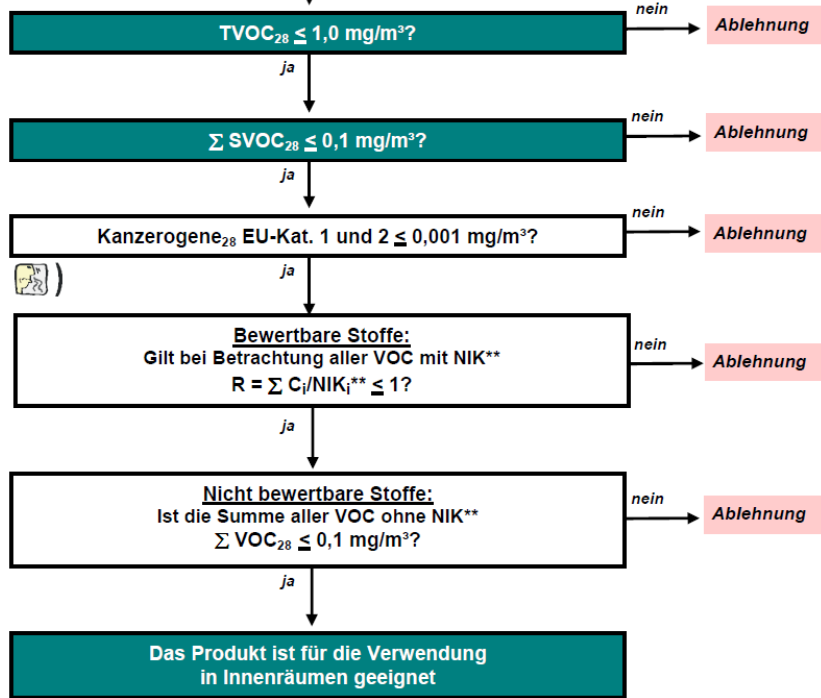 TVOC₂₈ ≤ 1,0 mg/m³?
nein
Ablehnung
ja
Σ SVOC₂₈ ≤ 0,1 mg/m³?
nein
Ablehnung
ja
Kanzerogene₂₈ EU-Kat. 1 und 2 ≤ 0,001 mg/m³?
nein
Ablehnung
ja
)
Bewertbare Stoffe:
Gilt bei Betrachtung aller VOC mit NIK**
R = Σ Cᵢ/NIKᵢ** ≤ 1?
nein
Ablehnung
ja
Nicht bewertbare Stoffe:
Ist die Summe aller VOC ohne NIK**
Σ VOC₂₈ ≤ 0,1 mg/m³?
nein
Ablehnung
ja
Das Produkt ist für die Verwendung
in Innenräumen geeignet